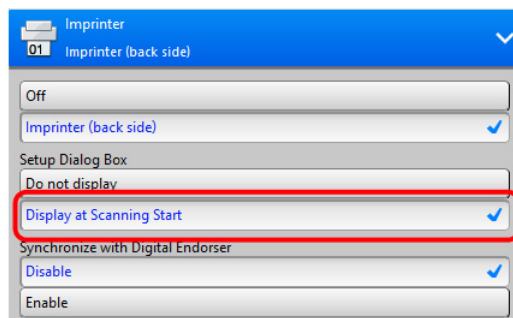 Imprinter
01
Imprinter (back side)
Off
Imprinter (back side)
Setup Dialog Box
Do not display
Display at Scanning Start
Synchronize with Digital Endorser
Disable
Enable